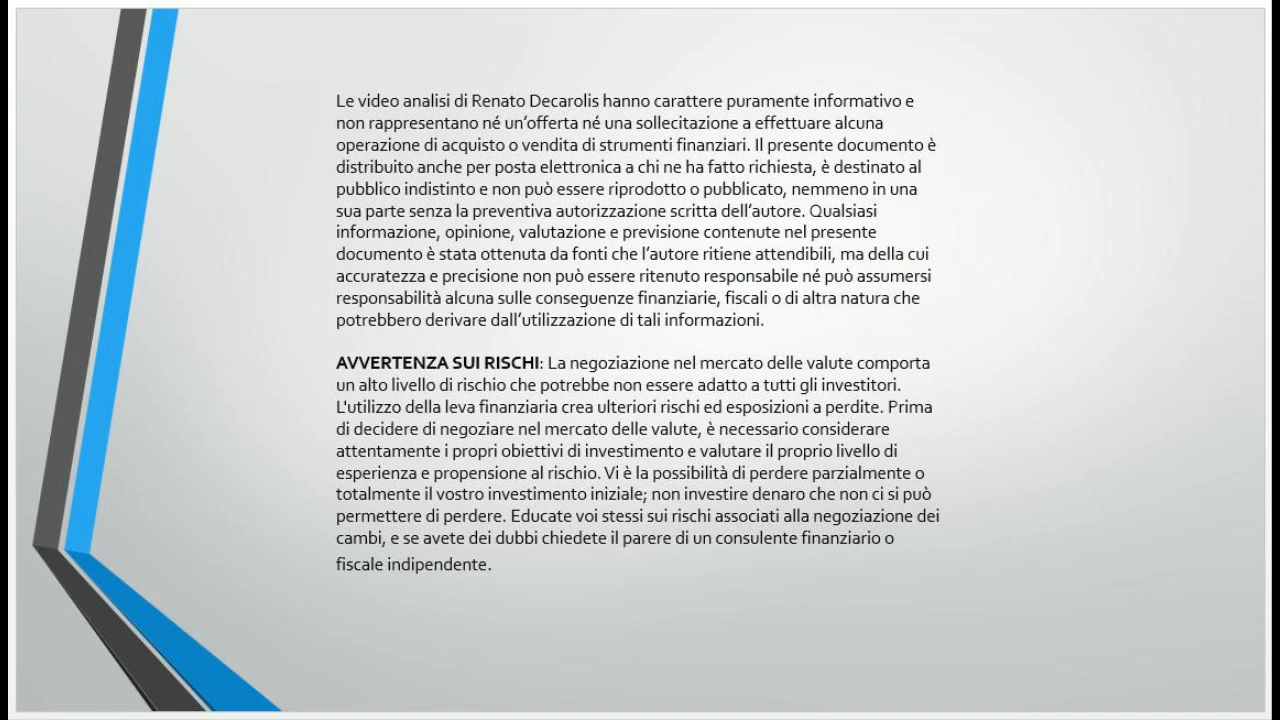 Le video analisi di Renato Decarolis hanno carattere puramente informativo e
non rappresentano né un’offerta né una sollecitazione a effettuare alcuna
operazione di acquisto o vendita di strumenti finanziari. Il presente documento è
distribuito anche per posta elettronica a chi ne ha fatto richiesta, è destinato al
pubblico indistinto e non può essere riprodotto o pubblicato, nemmeno in una
sua parte senza la preventiva autorizzazione scritta dell’autore. Qualsiasi
informazione, opinione, valutazione e previsione contenute nel presente
documento è stata ottenuta da fonti che l’autore ritiene attendibili, ma della cui
accuratezza e precisione non può essere ritenuto responsabile né può assumersi
responsabilità alcuna sulle conseguenze finanziarie, fiscali o di altra natura che
potrebbero derivare dall’utilizzazione di tali informazioni.
AVVERTENZA SUI RISCHI: La negoziazione nel mercato delle valute comporta
un alto livello di rischio che potrebbe non essere adatto a tutti gli investitori.
L'utilizzo della leva finanziaria crea ulteriori rischi ed esposizioni a perdite. Prima
di decidere di negoziare nel mercato delle valute, è necessario considerare
attentamente i propri obiettivi di investimento e valutare il proprio livello di
esperienza e propensione al rischio. Vi è la possibilità di perdere parzialmente o
totalmente il vostro investimento iniziale; non investire denaro che non ci si può
permettere di perdere. Educate voi stessi sui rischi associati alla negoziazione dei
cambi, e se avete dei dubbi chiedete il parere di un consulente finanziario o
fiscale indipendente.